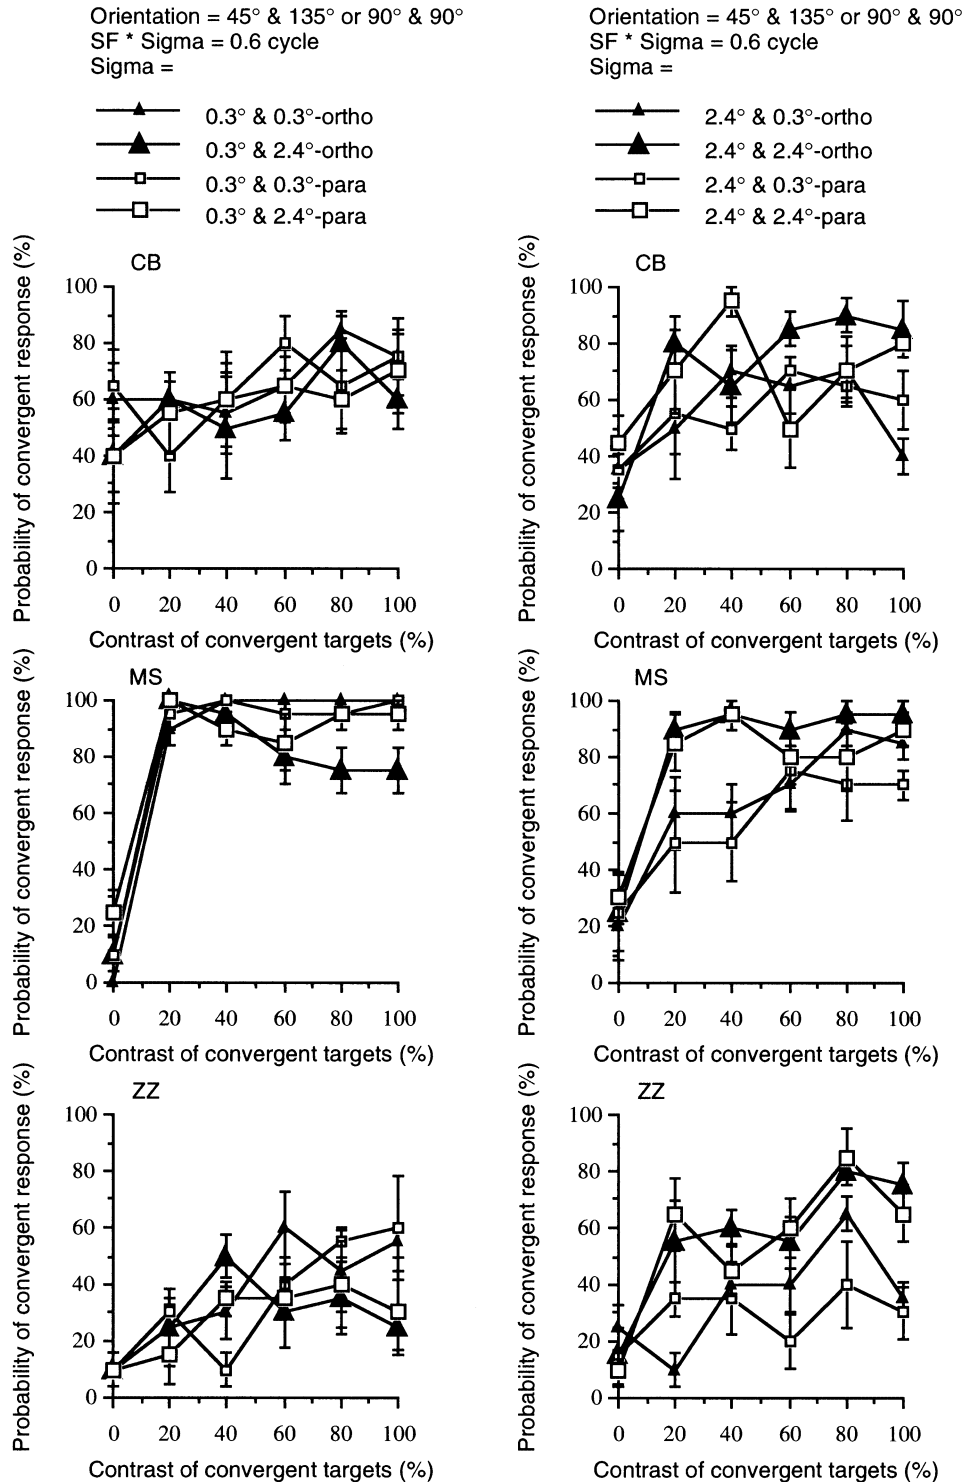 Orientation = 45° & 135° or 90° & 90°
SF * Sigma = 0.6 cycle
Sigma =
0.3° & 0.3°-ortho
0.3° & 2.4°-ortho
0.3° & 0.3°-para
0.3° & 2.4°-para
Orientation = 45° & 135° or 90° & 90°
SF * Sigma = 0.6 cycle
Sigma =
2.4° & 0.3°-ortho
2.4° & 2.4°-ortho
2.4° & 0.3°-para
2.4° & 2.4°-para
CB
Probability of convergent response (%)
100
80
60
40
20
0
0 20 40 60 80 100
Contrast of convergent targets (%)
CB
Probability of convergent response (%)
100
80
60
40
20
0
0 20 40 60 80 100
Contrast of convergent targets (%)
MS
Probability of convergent response (%)
100
80
60
40
20
0
0 20 40 60 80 100
Contrast of convergent targets (%)
MS
Probability of convergent response (%)
100
80
60
40
20
0
0 20 40 60 80 100
Contrast of convergent targets (%)
ZZ
Probability of convergent response (%)
100
80
60
40
20
0
0 20 40 60 80 100
Contrast of convergent targets (%)
ZZ
Probability of convergent response (%)
100
80
60
40
20
0
0 20 40 60 80 100
Contrast of convergent targets (%)